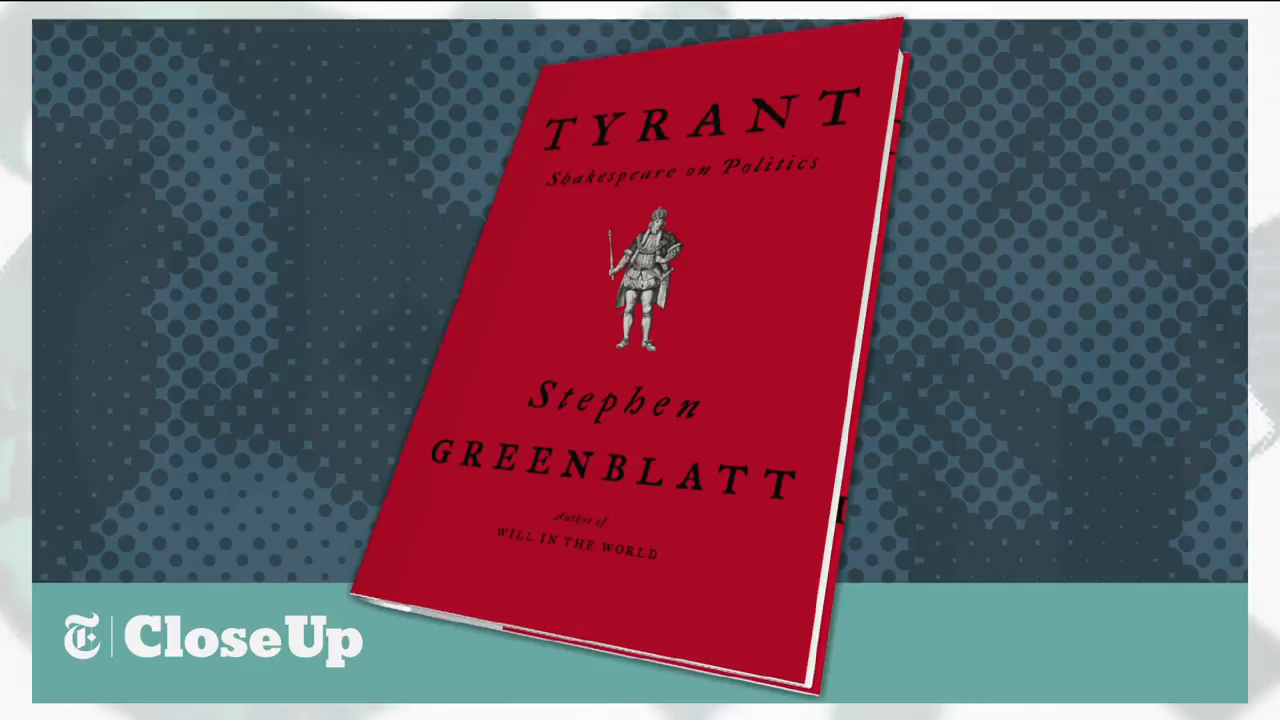 TYRANT
Shakespeare on Politics
Stephen
GREENBLATT
Author of
WILL IN THE WORLD
T CloseUp